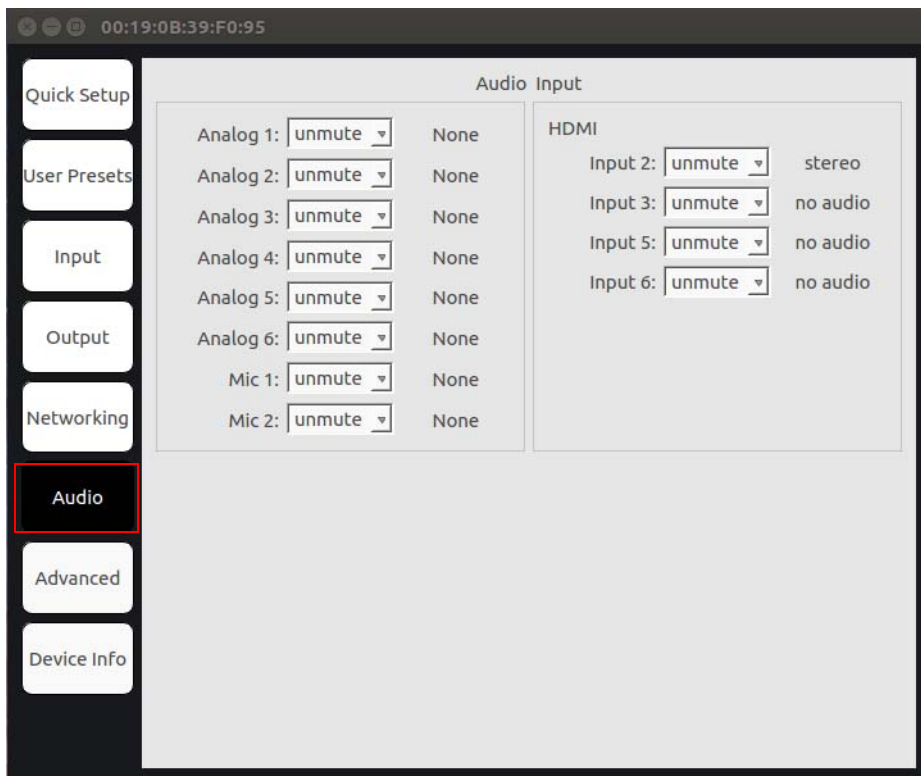 00:19:0B:39:F0:95
Quick Setup
User Presets
Input
Output
Networking
Audio
Advanced
Device Info
Audio Input
Analog 1: unmute None
Analog 2: unmute None
Analog 3: unmute None
Analog 4: unmute None
Analog 5: unmute None
Analog 6: unmute None
Mic 1: unmute None
Mic 2: unmute None
HDMI
Input 2: unmute stereo
Input 3: unmute no audio
Input 5: unmute no audio
Input 6: unmute no audio